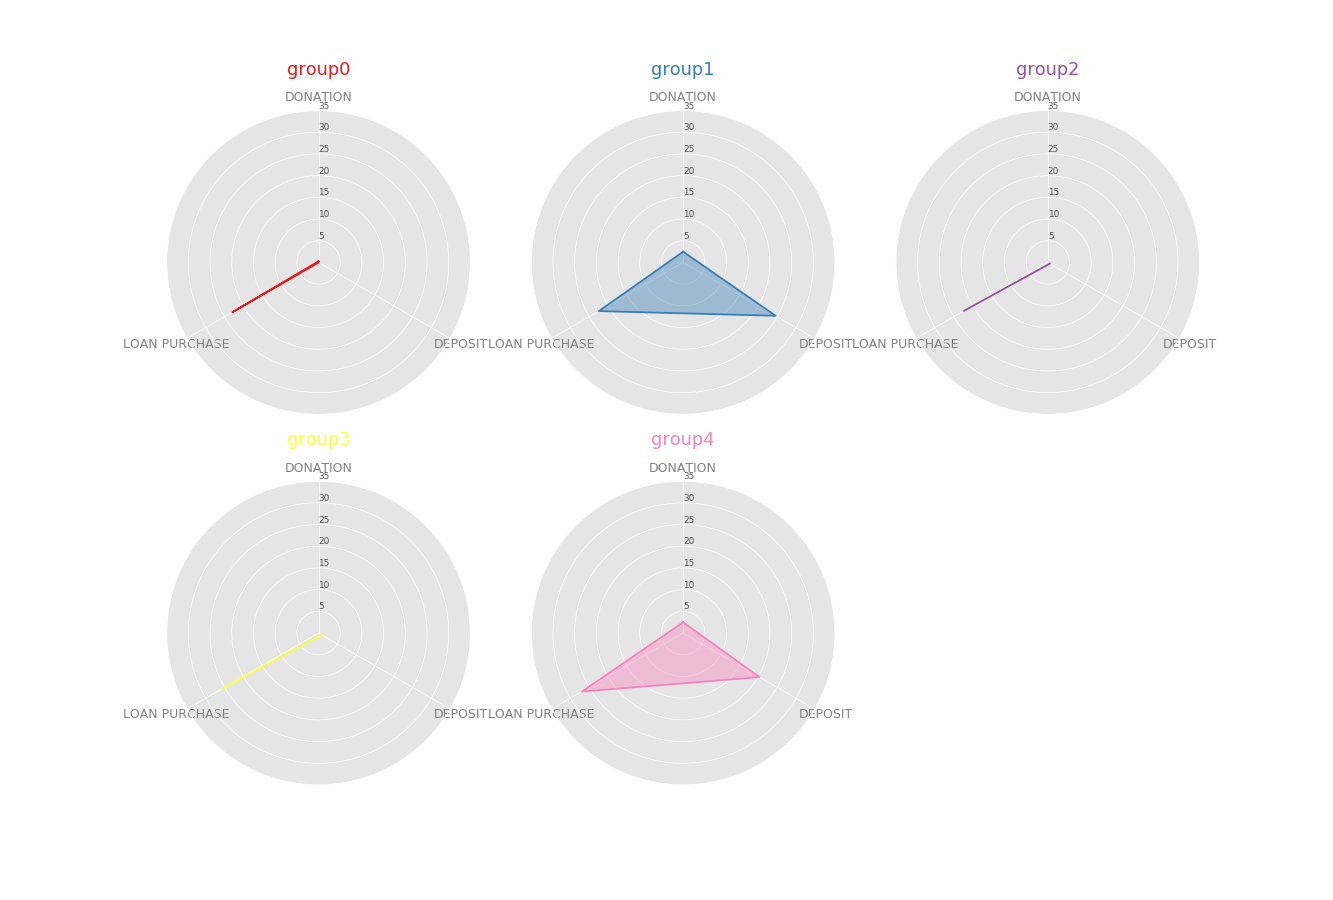 group0
DONATION
35
30
25
20
15
10
5
LOAN PURCHASE
DEPOSIT
group1
DONATION
35
30
25
20
15
10
5
LOAN PURCHASE
DEPOSIT
group2
DONATION
35
30
25
20
15
10
5
LOAN PURCHASE
DEPOSIT
group3
DONATION
35
30
25
20
15
10
5
LOAN PURCHASE
DEPOSIT
group4
DONATION
35
30
25
20
15
10
5
LOAN PURCHASE
DEPOSIT